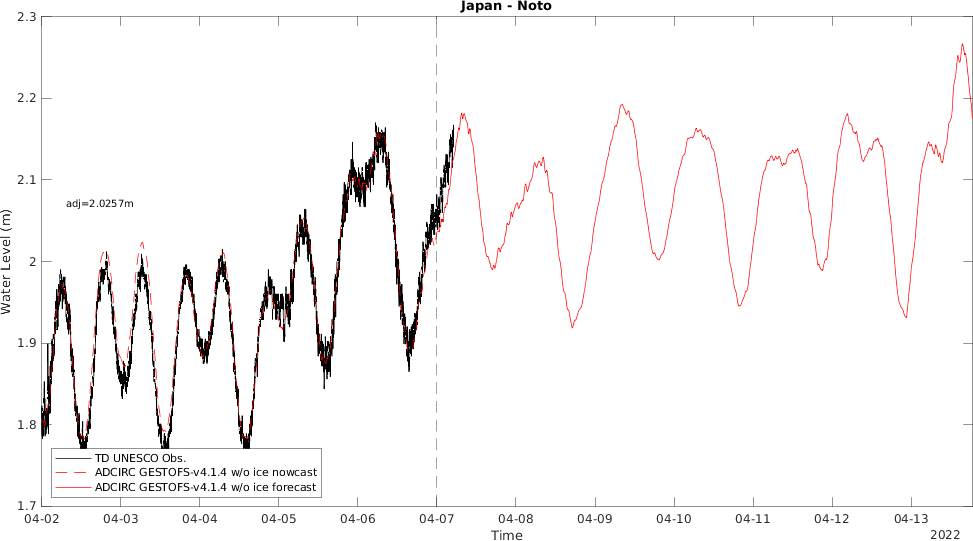 Japan - Noto
2.3
2.2
2.1
2
1.9
1.8
1.7
Water Level (m)
adj=2.0257m
TD UNESCO Obs.
ADCIRC GESTOFS-v4.1.4 w/o ice nowcast
ADCIRC GESTOFS-v4.1.4 w/o ice forecast
04-02 04-03 04-04 04-05 04-06 04-07 04-08 04-09 04-10 04-11 04-12 04-13
Time
2022